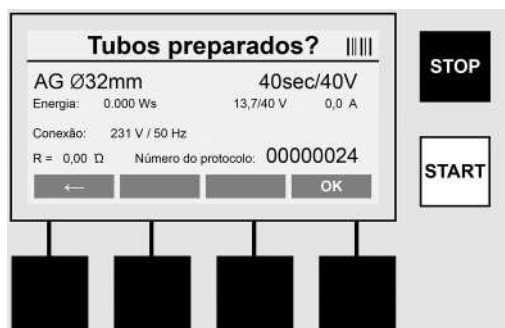 Tubos preparados?
AG Ø32mm 40sec/40V
Energia: 0.000 Ws 13,7/40 V 0,0 A
Conexão: 231 V / 50 Hz
R = 0,00 Ω Número do protocolo: 00000024
← OK
STOP
START